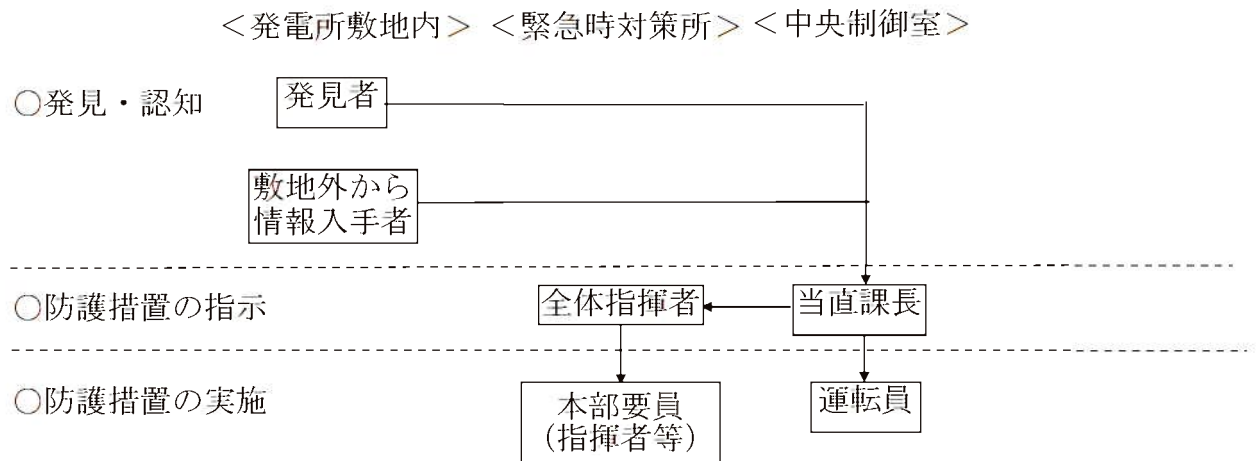 ＜発電所敷地内＞ ＜緊急時対策所＞ ＜中央制御室＞
○発見・認知
発見者
敷地外から
情報入手者
○防護措置の指示
全体指揮者
当直課長
○防護措置の実施
本部要員
（指揮者等）
運転員